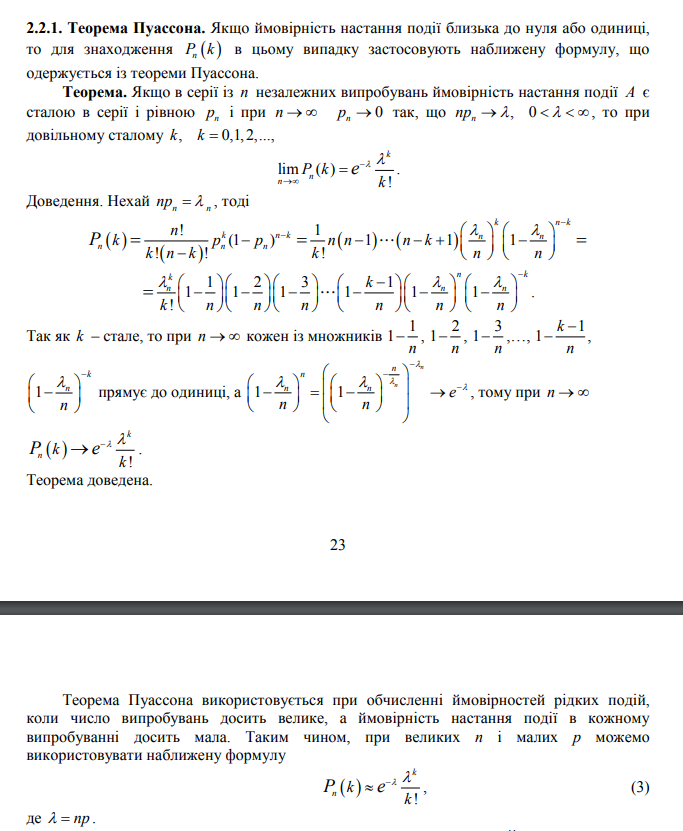 2.2.1. Теорема Пуассона. Якщо ймовірність настання події близька до нуля або одиниці,
то для знаходження Pₙ(k) в цьому випадку застосовують наближену формулу, що
одержується із теореми Пуассона.
Теорема. Якщо в серії із n незалежних випробувань ймовірність настання події A є
сталою в серії і рівною pₙ і при n → ∞ pₙ → 0 так, що npₙ → λ, 0 < λ < ∞, то при
довільному сталому k, k = 0,1,2,...,
lim_{n→∞} Pₙ(k) = e^{−λ} λ^k/k!.
Доведення. Нехай npₙ = λₙ, тоді
Pₙ(k) = n!/(k!(n−k)!) pₙ^k (1−pₙ)^{n−k} = 1/k! n(n−1)⋯(n−k+1)(λₙ/n)^k (1−λₙ/n)^{n−k} =
= λₙ^k/k! (1−1/n)(1−2/n)(1−3/n)⋯(1−(k−1)/n)(1−λₙ/n)^n (1−λₙ/n)^{−k}.
Так як k – стале, то при n → ∞ кожен із множників 1−1/n, 1−2/n, 1−3/n,…, 1−(k−1)/n,
(1−λₙ/n)^{−k} прямує до одиниці, а (1−λₙ/n)^n = ((1−λₙ/n)^{−n/λₙ})^{−λₙ} → e^{−λ}, тому при n → ∞
Pₙ(k) → e^{−λ} λ^k/k!.
Теорема доведена.
23
Теорема Пуассона використовується при обчисленні ймовірностей рідких подій,
коли число випробувань досить велике, а ймовірність настання події в кожному
випробуванні досить мала. Таким чином, при великих n і малих p можемо
використовувати наближену формулу
Pₙ(k) ≈ e^{−λ} λ^k/k!, (3)
де λ = np.